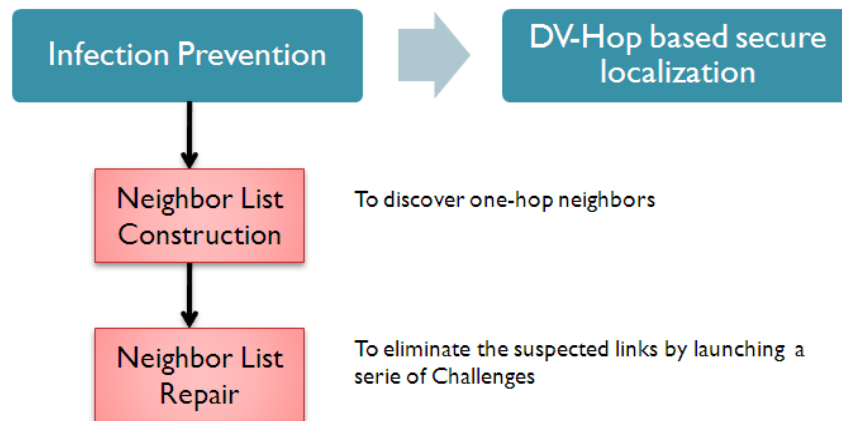 Infection Prevention
DV-Hop based secure
localization
Neighbor List
Construction
To discover one-hop neighbors
Neighbor List
Repair
To eliminate the suspected links by launching a
serie of Challenges